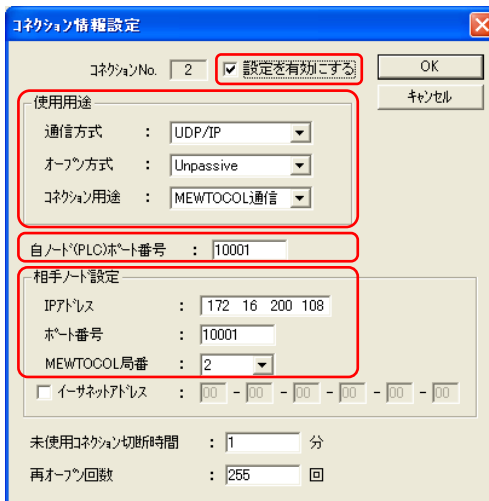 コネクション情報設定
コネクションNo. 2 設定を有効にする OK
キャンセル
使用用途
通信方式 : UDP/IP
オープン方式 : Unpassive
コネクション用途 : MEWTOCOL通信
自ノード(PLC)ポート番号 : 10001
相手ノード設定
IPアドレス : 172 16 200 108
ポート番号 : 10001
MEWTOCOL局番 : 2
イーサネットアドレス : 00 - 00 - 00 - 00 - 00 - 00
未使用コネクション切断時間 : 1 分
再オープン回数 : 255 回